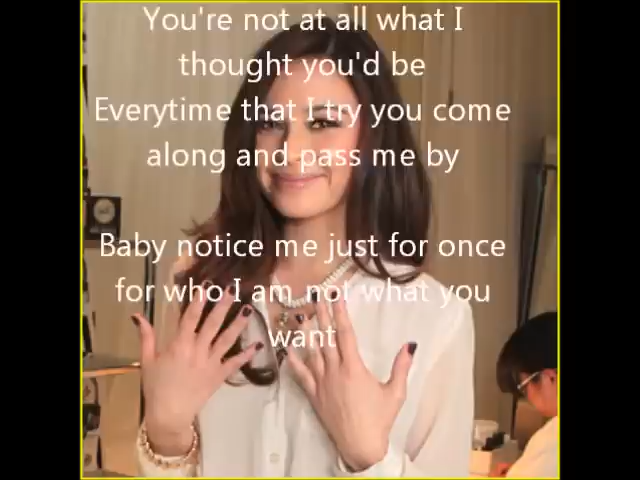 You're not at all what I
thought you'd be
Everytime that I try you come
along and pass me by
Baby notice me just for once
for who I am not what you
want